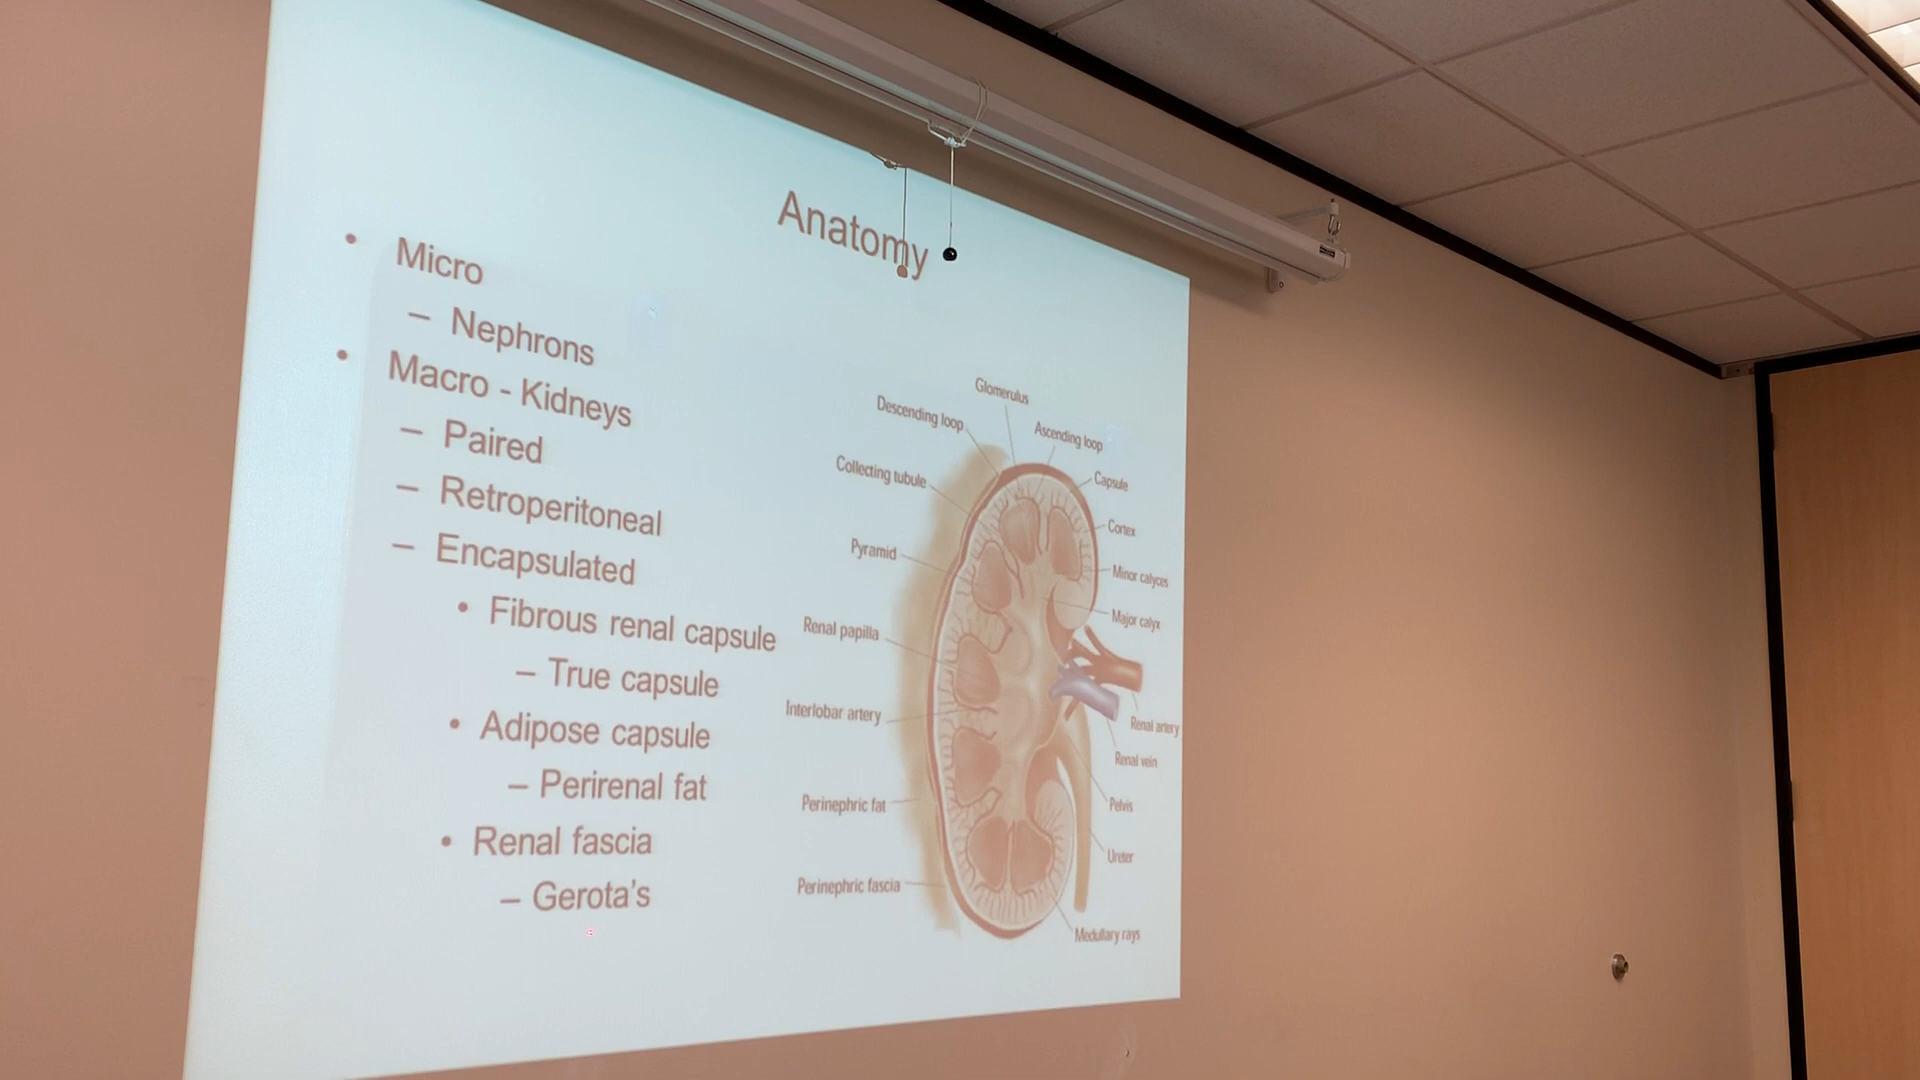 Anatomy
• Micro
– Nephrons
• Macro - Kidneys
– Paired
– Retroperitoneal
– Encapsulated
• Fibrous renal capsule
– True capsule
• Adipose capsule
– Perirenal fat
• Renal fascia
– Gerota’s
Glomerulus
Descending loop
Ascending loop
Collecting tubule
Capsule
Cortex
Pyramid
Minor calyces
Major calyx
Renal papilla
Interlobar artery
Renal artery
Renal vein
Perinephric fat
Pelvis
Ureter
Perinephric fascia
Medullary rays